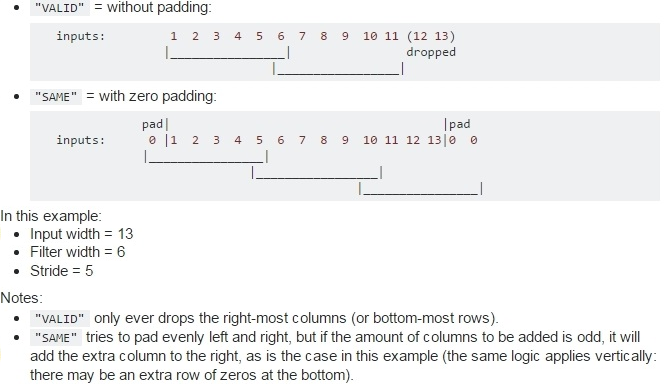 • "VALID" = without padding:
inputs: 1 2 3 4 5 6 7 8 9 10 11 (12 13)
|________________| dropped
|_________________|
• "SAME" = with zero padding:
pad| |pad
inputs: 0 |1 2 3 4 5 6 7 8 9 10 11 12 13|0 0
|________________|
|_________________|
|________________|
In this example:
• Input width = 13
• Filter width = 6
• Stride = 5
Notes:
• "VALID" only ever drops the right-most columns (or bottom-most rows).
• "SAME" tries to pad evenly left and right, but if the amount of columns to be added is odd, it will
add the extra column to the right, as is the case in this example (the same logic applies vertically:
there may be an extra row of zeros at the bottom).